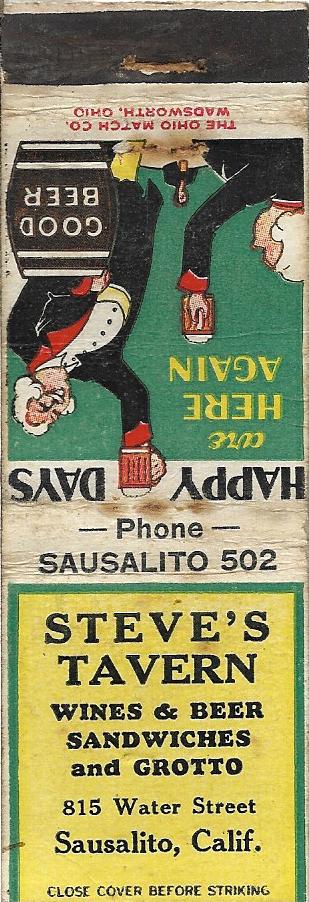 THE OHIO MATCH CO.
WADSWORTH, OHIO
GOOD
BEER
HAPPY DAYS
are
HERE
AGAIN
— Phone —
SAUSALITO 502
STEVE'S
TAVERN
WINES & BEER
SANDWICHES
and GROTTO
815 Water Street
Sausalito, Calif.
CLOSE COVER BEFORE STRIKING